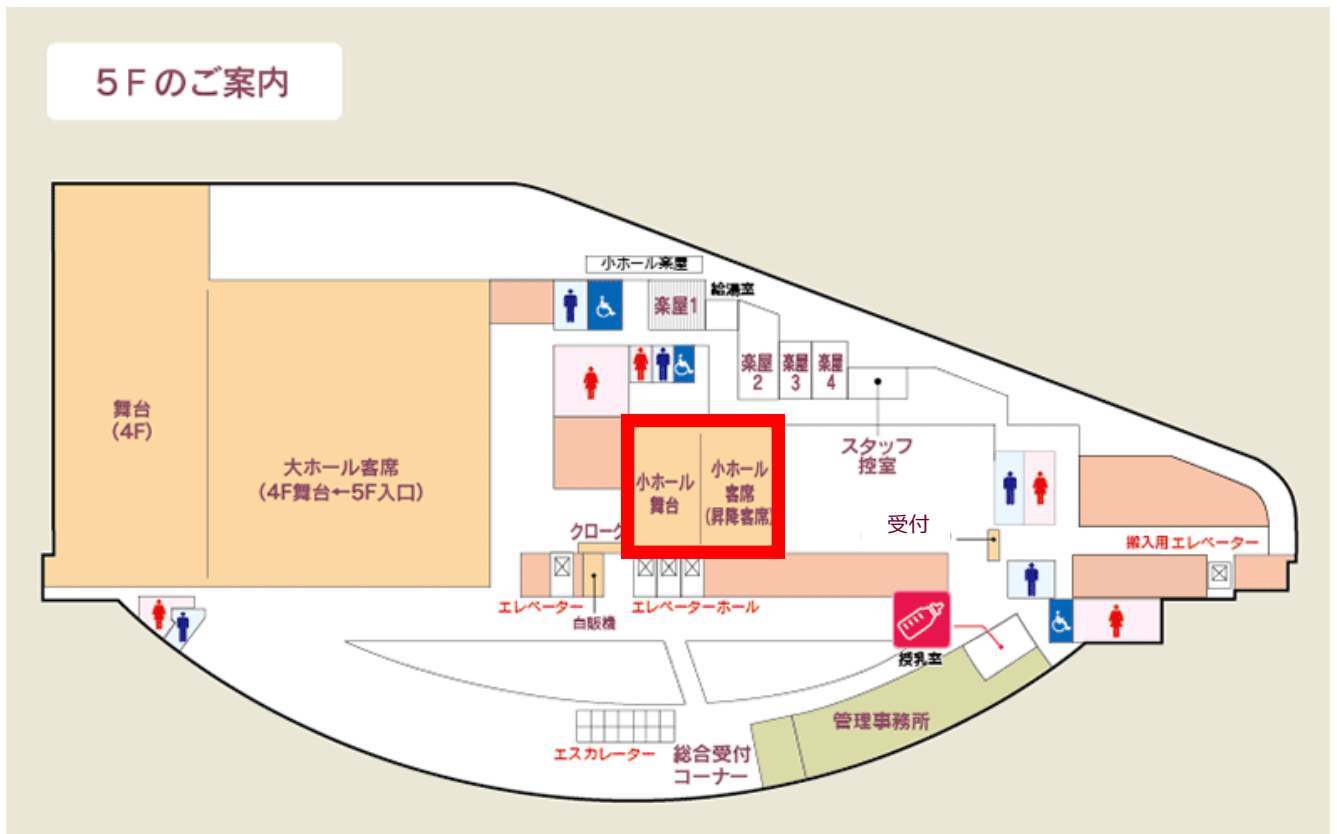 5Fのご案内
小ホール楽屋
給湯室
楽屋1
楽屋
2
楽屋
3
楽屋
4
舞台
(4F)
大ホール客席
(4F舞台←5F入口)
スタッフ
控室
小ホール
舞台
小ホール
客席
(昇降客席)
クローク
受付
搬入用エレベーター
エレベーター
自販機
エレベーターホール
授乳室
管理事務所
エスカレーター
総合受付
コーナー